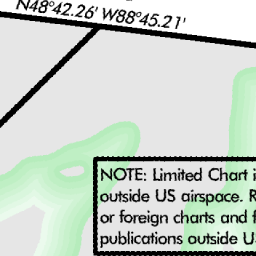 N48°42.26' W88°45.21'
NOTE: Limited Chart i
outside US airspace. R
or foreign charts and f
publications outside U